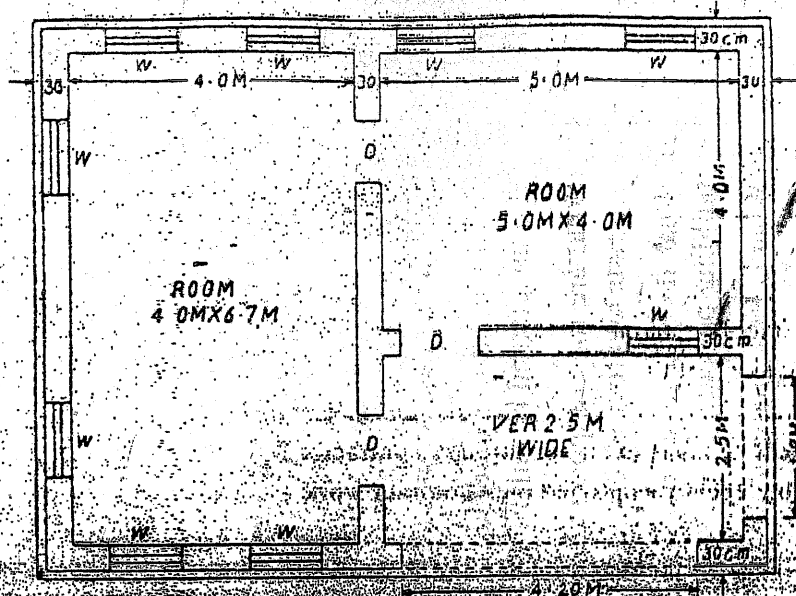 W
W
W
W
30cm
30
4.0M
30
5.0M
30
W
D
ROOM
5.0MX4.0M
4.0M
ROOM
4.0MX6.7M
W
D
30cm
W
D
VER 2.5M
WIDE
2.5M
W
W
30cm
4.20M